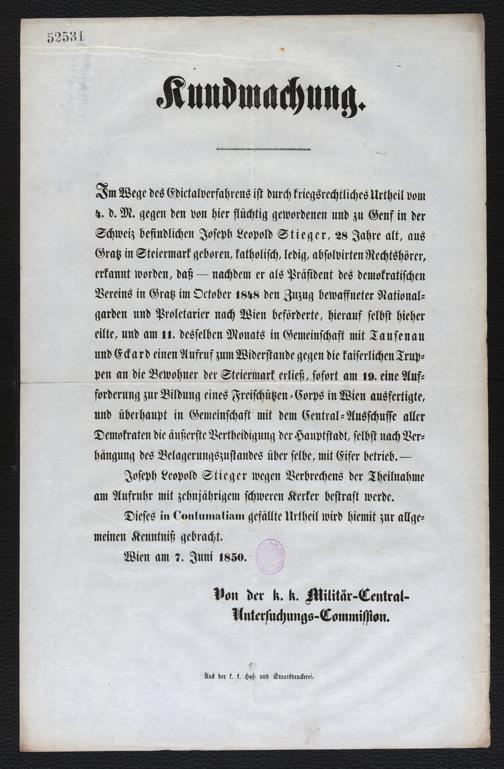 52531
Kundmachung.
Im Wege des Edictalverfahrens ist durch kriegsrechtliches Urtheil vom
4. d. M. gegen den von hier flüchtig gewordenen und zu Genf in der
Schweiz befindlichen Joseph Leopold Stieger, 28 Jahre alt, aus
Gratz in Steiermark geboren, katholisch, ledig, absolvirten Rechtshörer,
erkannt worden, daß — nachdem er als Präsident des demokratischen
Vereins in Gratz im October 1848 den Zuzug bewaffneter National-
garden und Proletarier nach Wien beförderte, hierauf selbst hieher
eilte, und am 11. desselben Monats in Gemeinschaft mit Tausenau
und Eckard einen Aufruf zum Widerstande gegen die kaiserlichen Trup-
pen an die Bewohner der Steiermark erließ, sofort am 19. eine Auf-
forderung zur Bildung eines Freischützen-Corps in Wien ausfertigte,
und überhaupt in Gemeinschaft mit dem Central-Ausschusse aller
Demokraten die äußerste Vertheidigung der Hauptstadt, selbst nach Ver-
hängung des Belagerungszustandes über selbe, mit Eifer betrieb. —
Joseph Leopold Stieger wegen Verbrechens der Theilnahme
am Aufruhr mit zehnjährigem schweren Kerker bestraft werde.
Dieses in Contumatiam gefällte Urtheil wird hiemit zur allge-
meinen Kenntniß gebracht.
Wien am 7. Juni 1850.
Von der k. k. Militär-Central-
Untersuchungs-Commission.
Aus der k. k. Hof- und Staatsdruckerei.